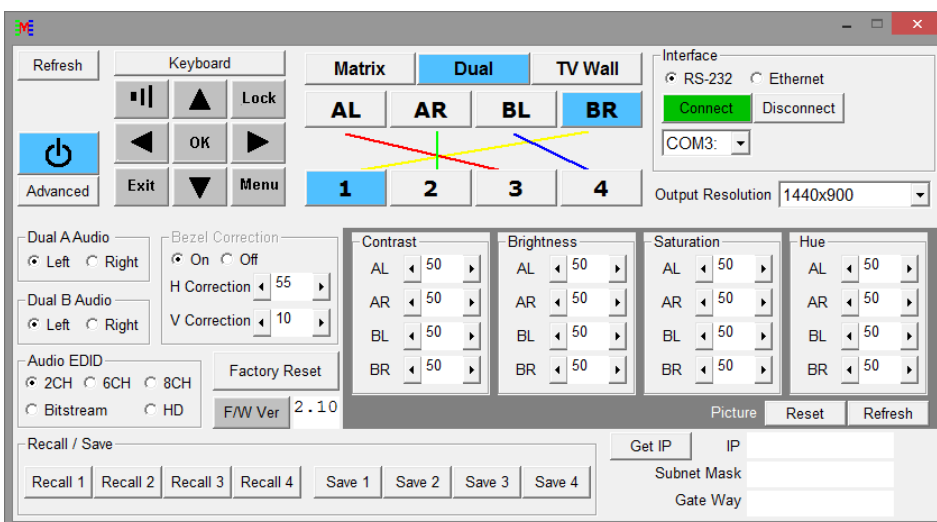 M
Refresh
Keyboard
Lock
OK
Exit
Menu
Advanced
Matrix
Dual
TV Wall
AL
AR
BL
BR
1
2
3
4
Interface
RS-232
Ethernet
Connect
Disconnect
COM3:
Output Resolution
1440x900
Dual A Audio
Left
Right
Dual B Audio
Left
Right
Bezel Correction
On
Off
H Correction
55
V Correction
10
Audio EDID
2CH
6CH
8CH
Bitstream
HD
Factory Reset
F/W Ver
2.10
Contrast
AL 50
AR 50
BL 50
BR 50
Brightness
AL 50
AR 50
BL 50
BR 50
Saturation
AL 50
AR 50
BL 50
BR 50
Hue
AL 50
AR 50
BL 50
BR 50
Picture
Reset
Refresh
Recall / Save
Recall 1
Recall 2
Recall 3
Recall 4
Save 1
Save 2
Save 3
Save 4
Get IP
IP
Subnet Mask
Gate Way